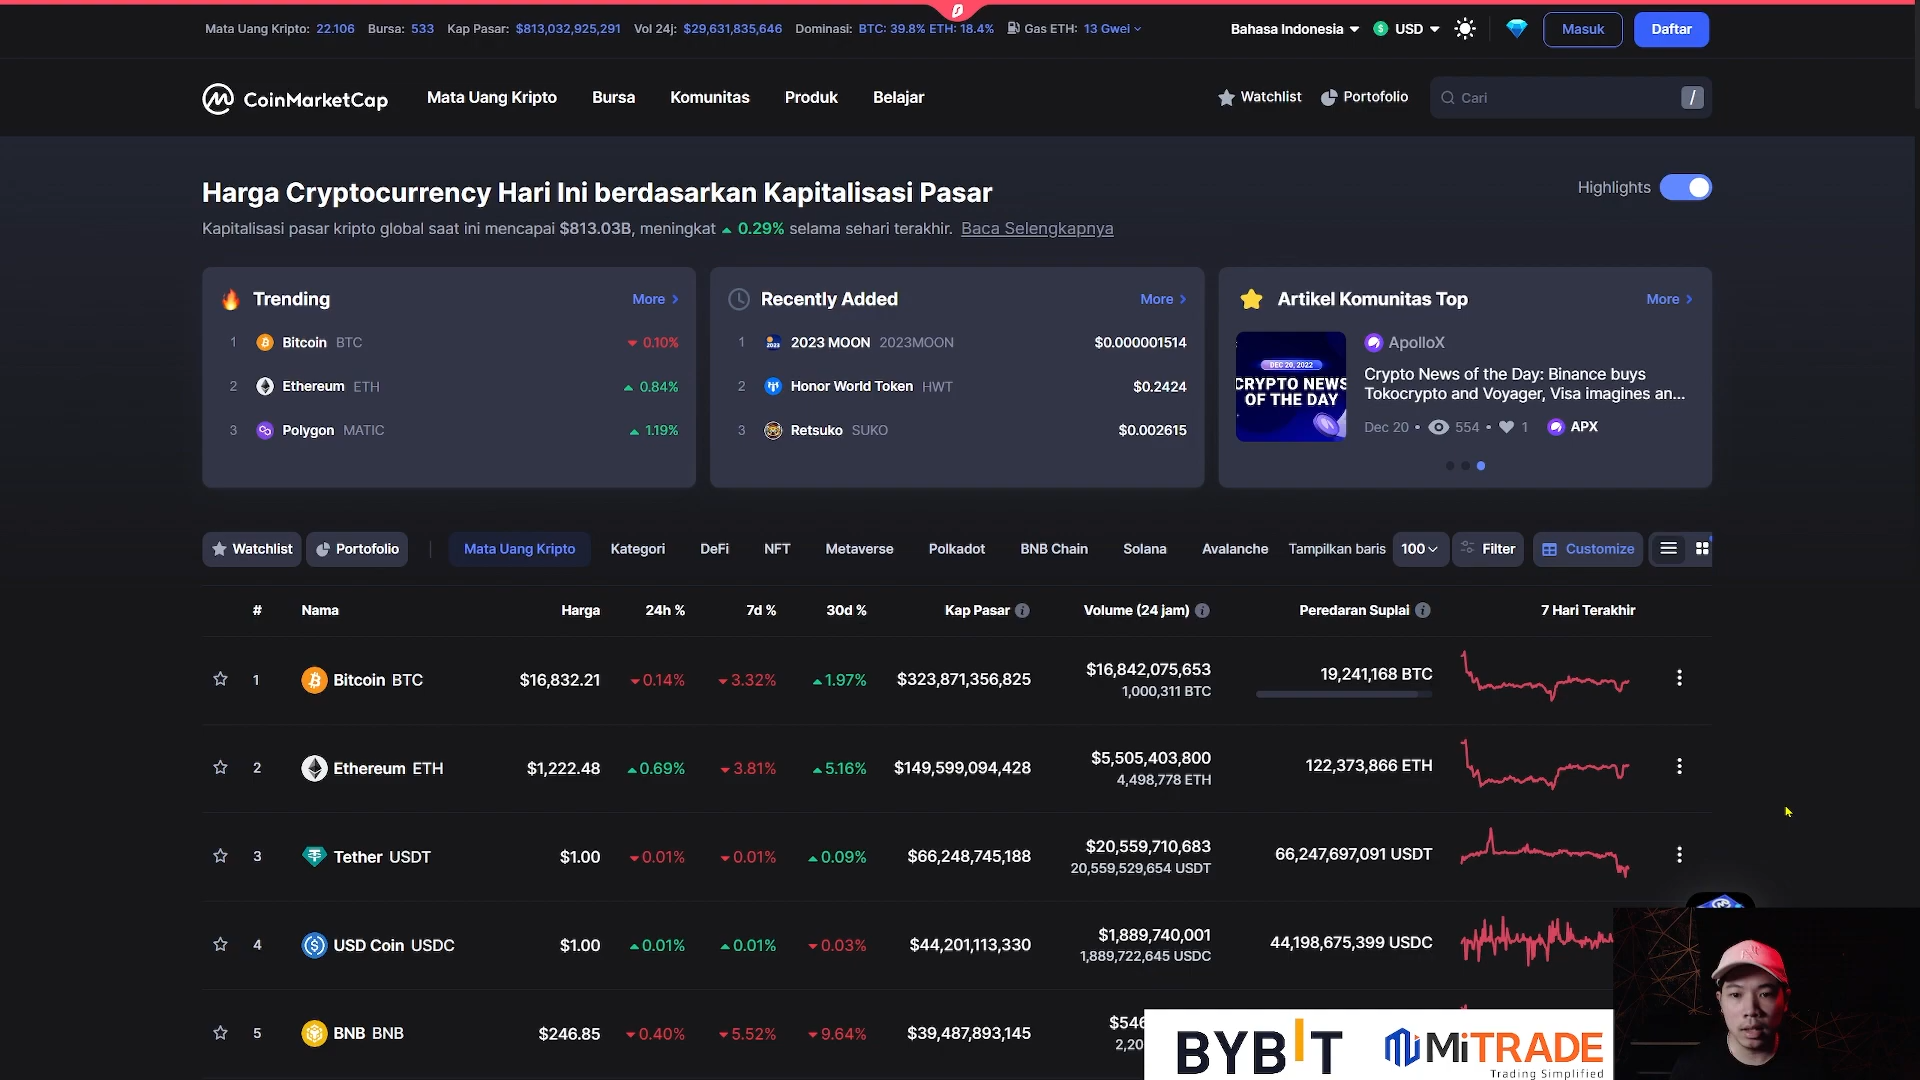 Mata Uang Kripto: 22.106 Bursa: 533 Kap Pasar: $813,032,925,291 Vol 24j: $29,631,835,646 Dominasi: BTC: 39.8% ETH: 18.4% Gas ETH: 13 Gwei
Bahasa Indonesia USD Masuk Daftar
CoinMarketCap Mata Uang Kripto Bursa Komunitas Produk Belajar Watchlist Portofolio Cari /
Harga Cryptocurrency Hari Ini berdasarkan Kapitalisasi Pasar
Highlights
Kapitalisasi pasar kripto global saat ini mencapai $813.03B, meningkat 0.29% selama sehari terakhir. Baca Selengkapnya
Trending More
1 Bitcoin BTC 0.10%
2 Ethereum ETH 0.84%
3 Polygon MATIC 1.19%
Recently Added More
1 2023 MOON 2023MOON $0.000001514
2 Honor World Token HWT $0.2424
3 Retsuko SUKO $0.002615
Artikel Komunitas Top More
DEC 20, 2022
CRYPTO NEWS
OF THE DAY
ApolloX
Crypto News of the Day: Binance buys
Tokocrypto and Voyager, Visa imagines an...
Dec 20 • 554 • 1 APX
Watchlist Portofolio Mata Uang Kripto Kategori DeFi NFT Metaverse Polkadot BNB Chain Solana Avalanche Tampilkan baris 100 Filter Customize
# Nama Harga 24h % 7d % 30d % Kap Pasar Volume (24 jam) Peredaran Suplai 7 Hari Terakhir
1 Bitcoin BTC $16,832.21 0.14% 3.32% 1.97% $323,871,356,825 $16,842,075,653 19,241,168 BTC
1,000,311 BTC
2 Ethereum ETH $1,222.48 0.69% 3.81% 5.16% $149,599,094,428 $5,505,403,800 122,373,866 ETH
4,498,778 ETH
3 Tether USDT $1.00 0.01% 0.01% 0.09% $66,248,745,188 $20,559,710,683 66,247,697,091 USDT
20,559,529,654 USDT
4 USD Coin USDC $1.00 0.01% 0.01% 0.03% $44,201,113,330 $1,889,740,001 44,198,675,399 USDC
1,889,722,645 USDC
5 BNB BNB $246.85 0.40% 5.52% 9.64% $39,487,893,145 $546
2,20
BYBIT MiTRADE
Trading Simplified